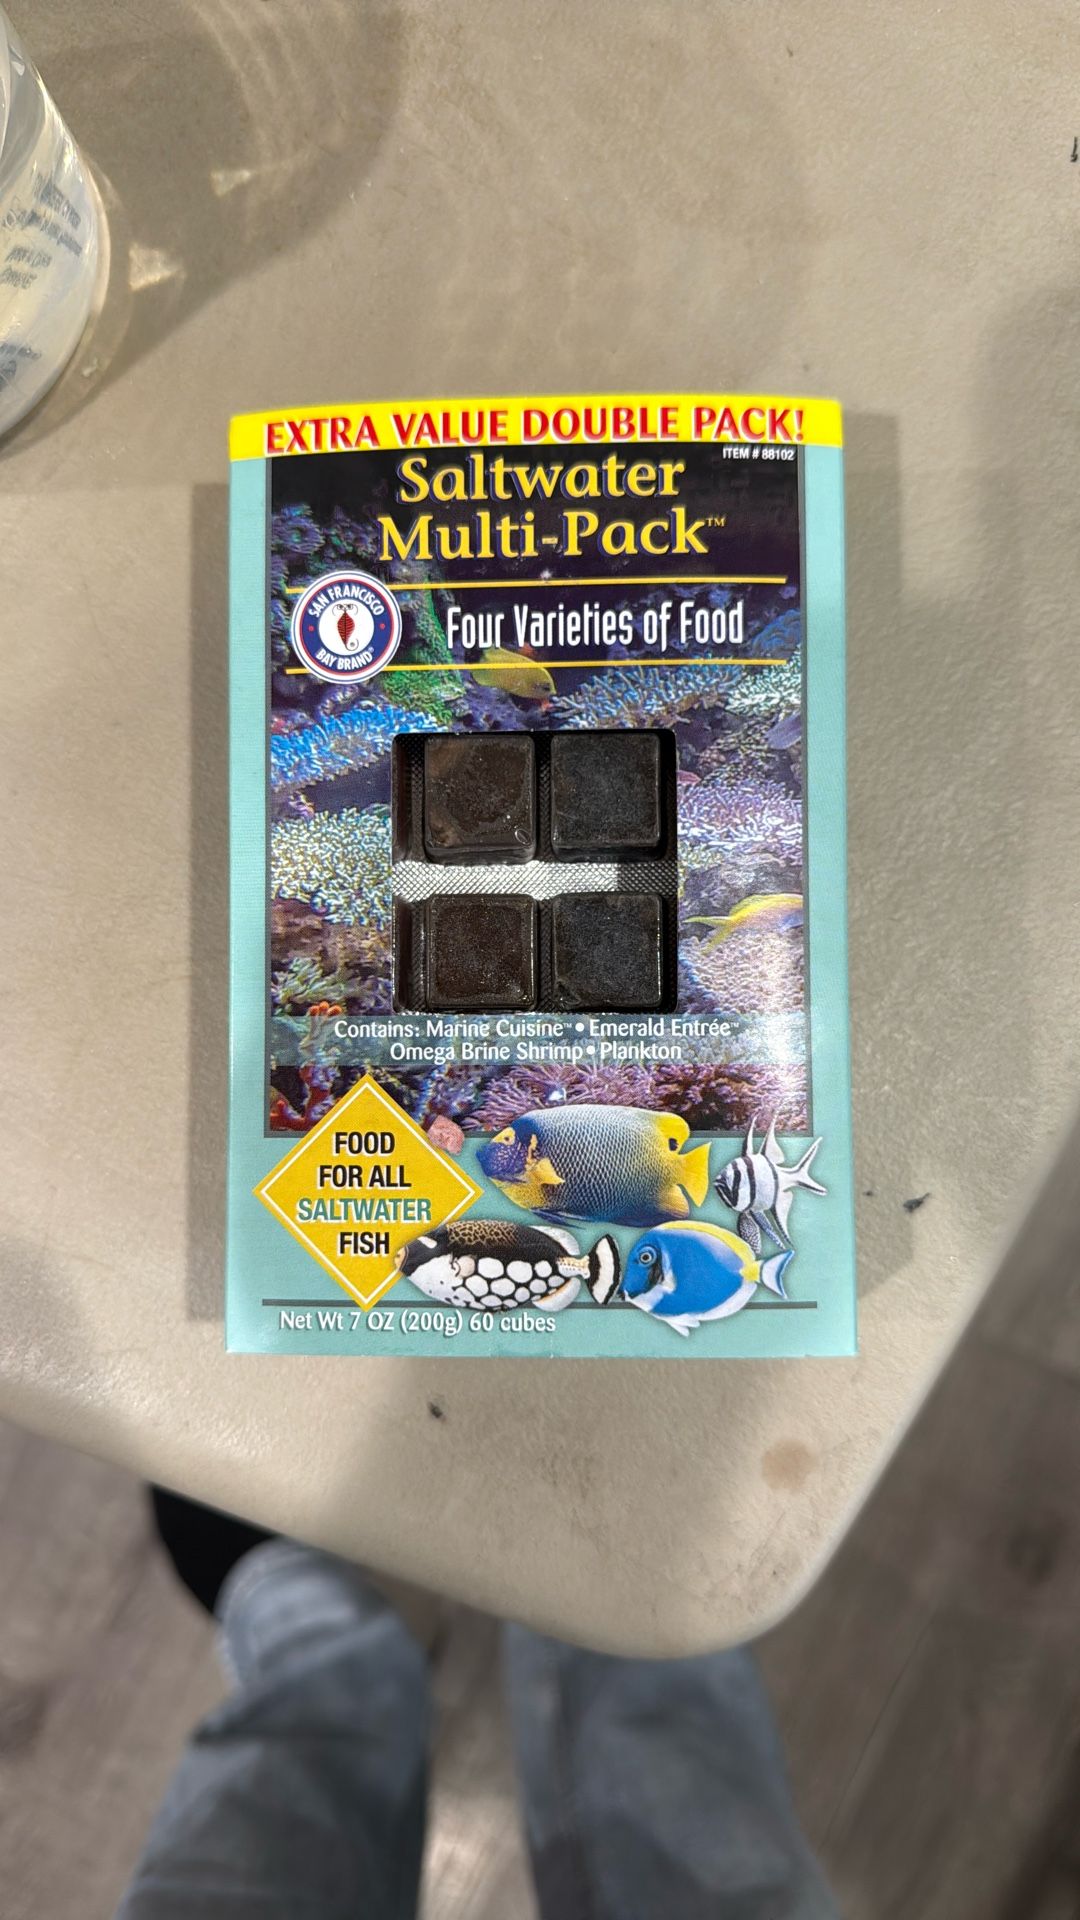 EXTRA VALUE DOUBLE PACK!
ITEM # 88102
Saltwater
Multi-Pack™
SAN FRANCISCO
BAY BRAND®
Four Varieties of Food
Contains: Marine Cuisine™ • Emerald Entrée™
Omega Brine Shrimp • Plankton
FOOD
FOR ALL
SALTWATER
FISH
Net Wt 7 OZ (200g) 60 cubes